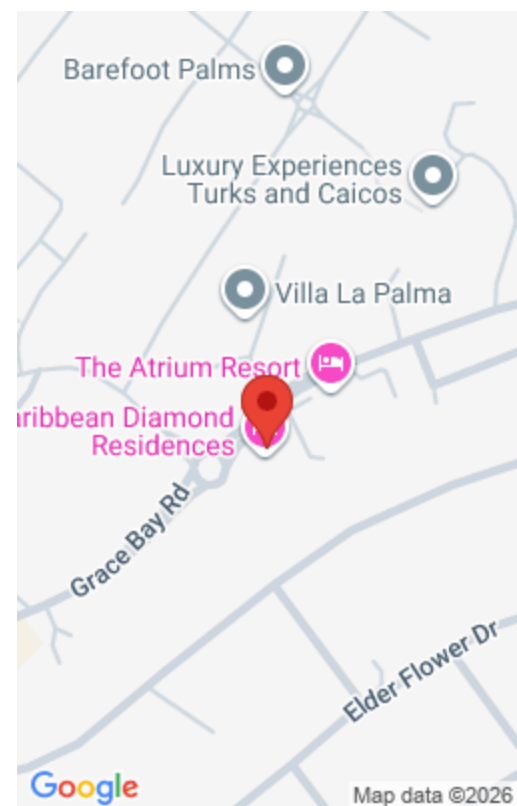 Barefoot Palms
Luxury Experiences
Turks and Caicos
Villa La Palma
The Atrium Resort
aribbean Diamond
Residences
Grace Bay Rd
Elder Flower Dr
Google
Map data ©2026